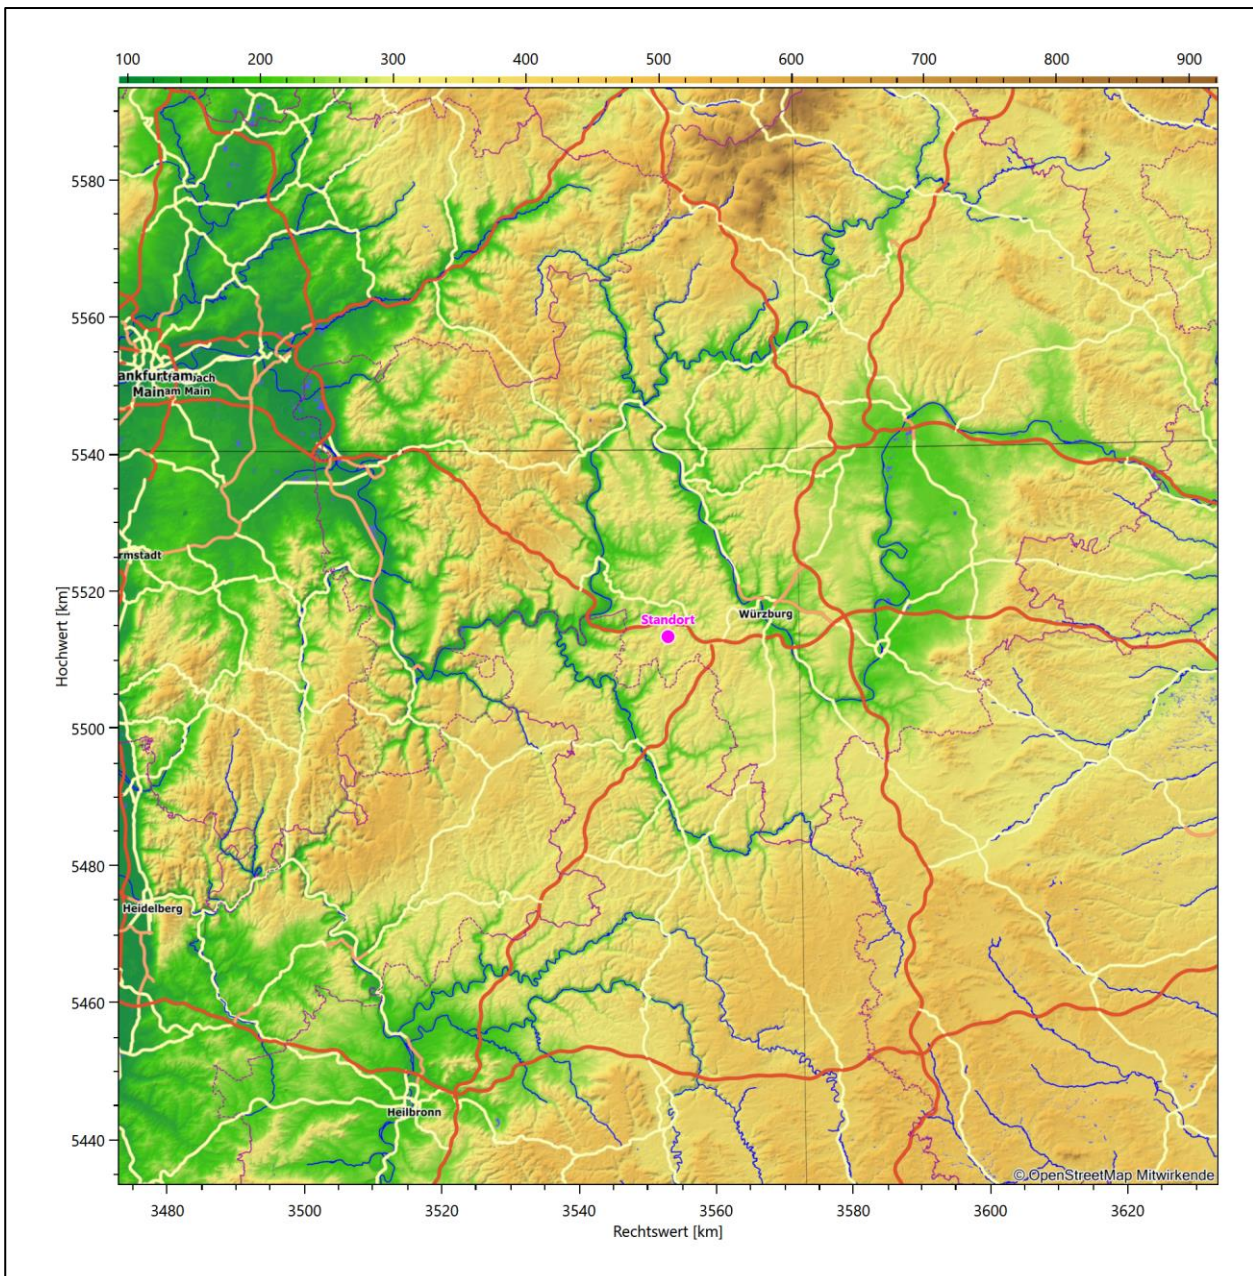 100 200 300 400 500 600 700 800 900
5580
5560
ankfurt am
Main
am Main
5540
rmstadt
5520
Standort
Würzburg
Hochwert [km]
5500
5480
Heidelberg
5460
Heilbronn
5440
© OpenStreetMap Mitwirkende
3480 3500 3520 3540 3560 3580 3600 3620
Rechtswert [km]